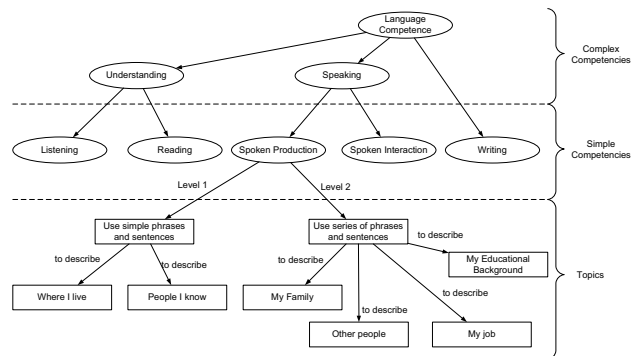 Language
Competence
Complex
Competencies
Understanding
Speaking
Listening
Reading
Spoken Production
Spoken Interaction
Writing
Simple
Competencies
Level 1
Level 2
Use simple phrases
and sentences
Use series of phrases
and sentences
to describe
to describe
to describe
to describe
to describe
to describe
My Educational
Background
Topics
Where I live
People I know
My Family
Other people
My job